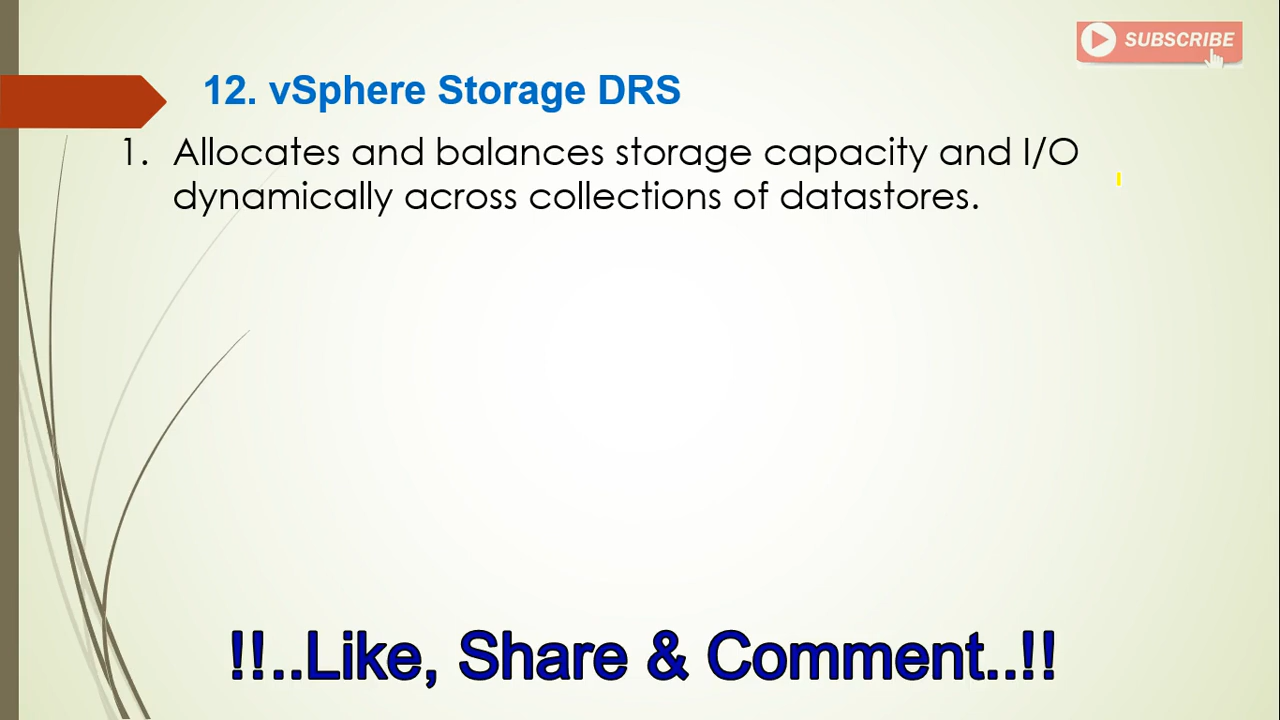 SUBSCRIBE
12. vSphere Storage DRS
1. Allocates and balances storage capacity and I/O
dynamically across collections of datastores.
!!..Like, Share & Comment..!!